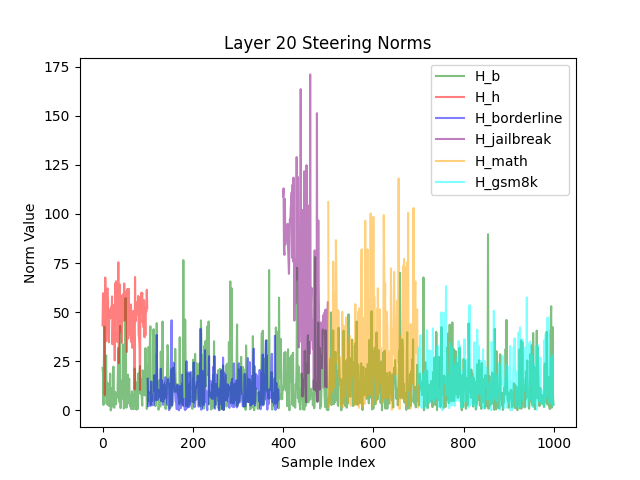 Layer 20 Steering Norms
175
150
125
100
75
50
25
0
Norm Value
0
200
400
600
800
1000
Sample Index
H_b
H_h
H_borderline
H_jailbreak
H_math
H_gsm8k